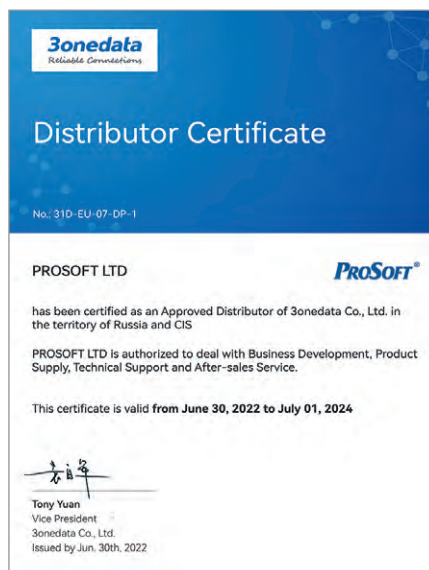 3onedata
Reliable Connections
Distributor Certificate
No.: 31D-EU-07-DP-1
PROSOFT LTD
PROSOFT®
has been certified as an Approved Distributor of 3onedata Co., Ltd. in
the territory of Russia and CIS
PROSOFT LTD is authorized to deal with Business Development, Product
Supply, Technical Support and After-sales Service.
This certificate is valid from June 30, 2022 to July 01, 2024
Tony Yuan
Vice President
3onedata Co., Ltd.
Issued by Jun. 30th, 2022